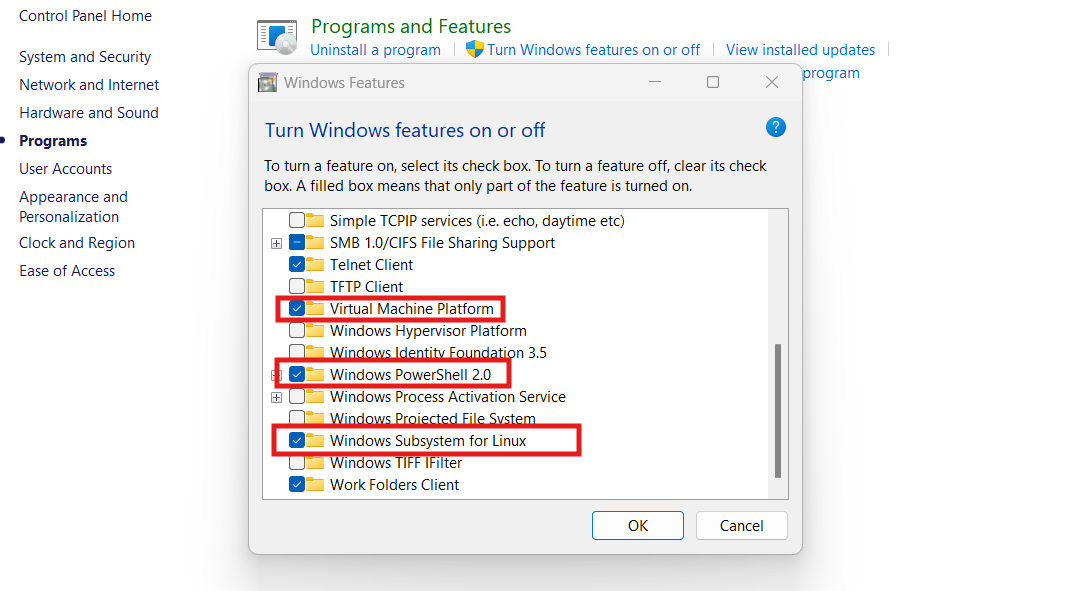 Control Panel Home
System and Security
Network and Internet
Hardware and Sound
Programs
User Accounts
Appearance and
Personalization
Clock and Region
Ease of Access
Programs and Features
Uninstall a program
Turn Windows features on or off
View installed updates
program
Windows Features
Turn Windows features on or off
?
To turn a feature on, select its check box. To turn a feature off, clear its check
box. A filled box means that only part of the feature is turned on.
Simple TCPIP services (i.e. echo, daytime etc)
SMB 1.0/CIFS File Sharing Support
Telnet Client
TFTP Client
Virtual Machine Platform
Windows Hypervisor Platform
Windows Identity Foundation 3.5
Windows PowerShell 2.0
Windows Process Activation Service
Windows Projected File System
Windows Subsystem for Linux
Windows TIFF IFilter
Work Folders Client
OK
Cancel